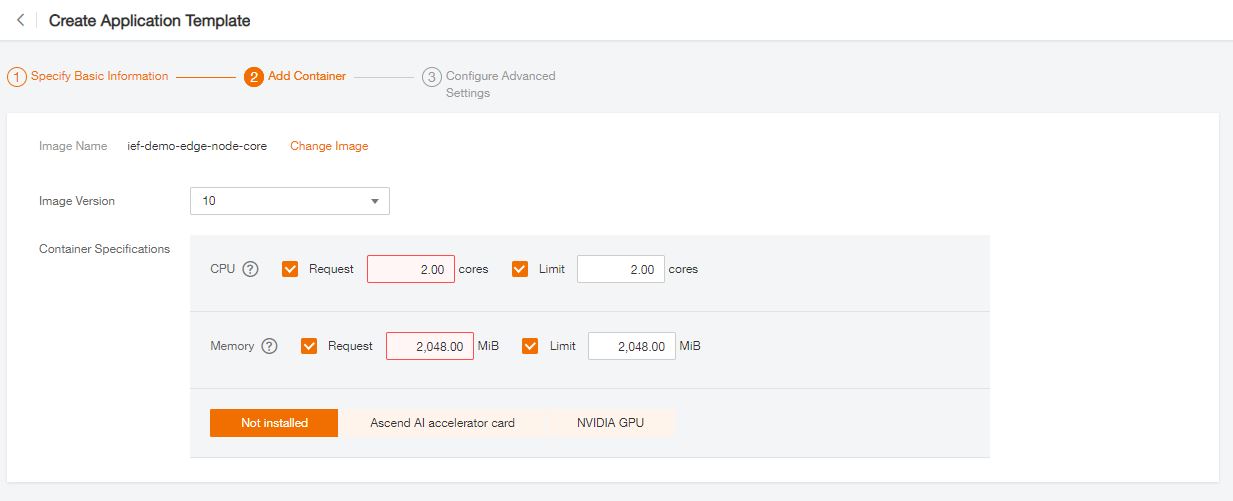 Create Application Template
1 Specify Basic Information 2 Add Container 3 Configure Advanced
Settings
Image Name ief-demo-edge-node-core Change Image
Image Version 10
Container Specifications
CPU ? Request 2.00 cores Limit 2.00 cores
Memory ? Request 2,048.00 MiB Limit 2,048.00 MiB
Not installed Ascend AI accelerator card NVIDIA GPU